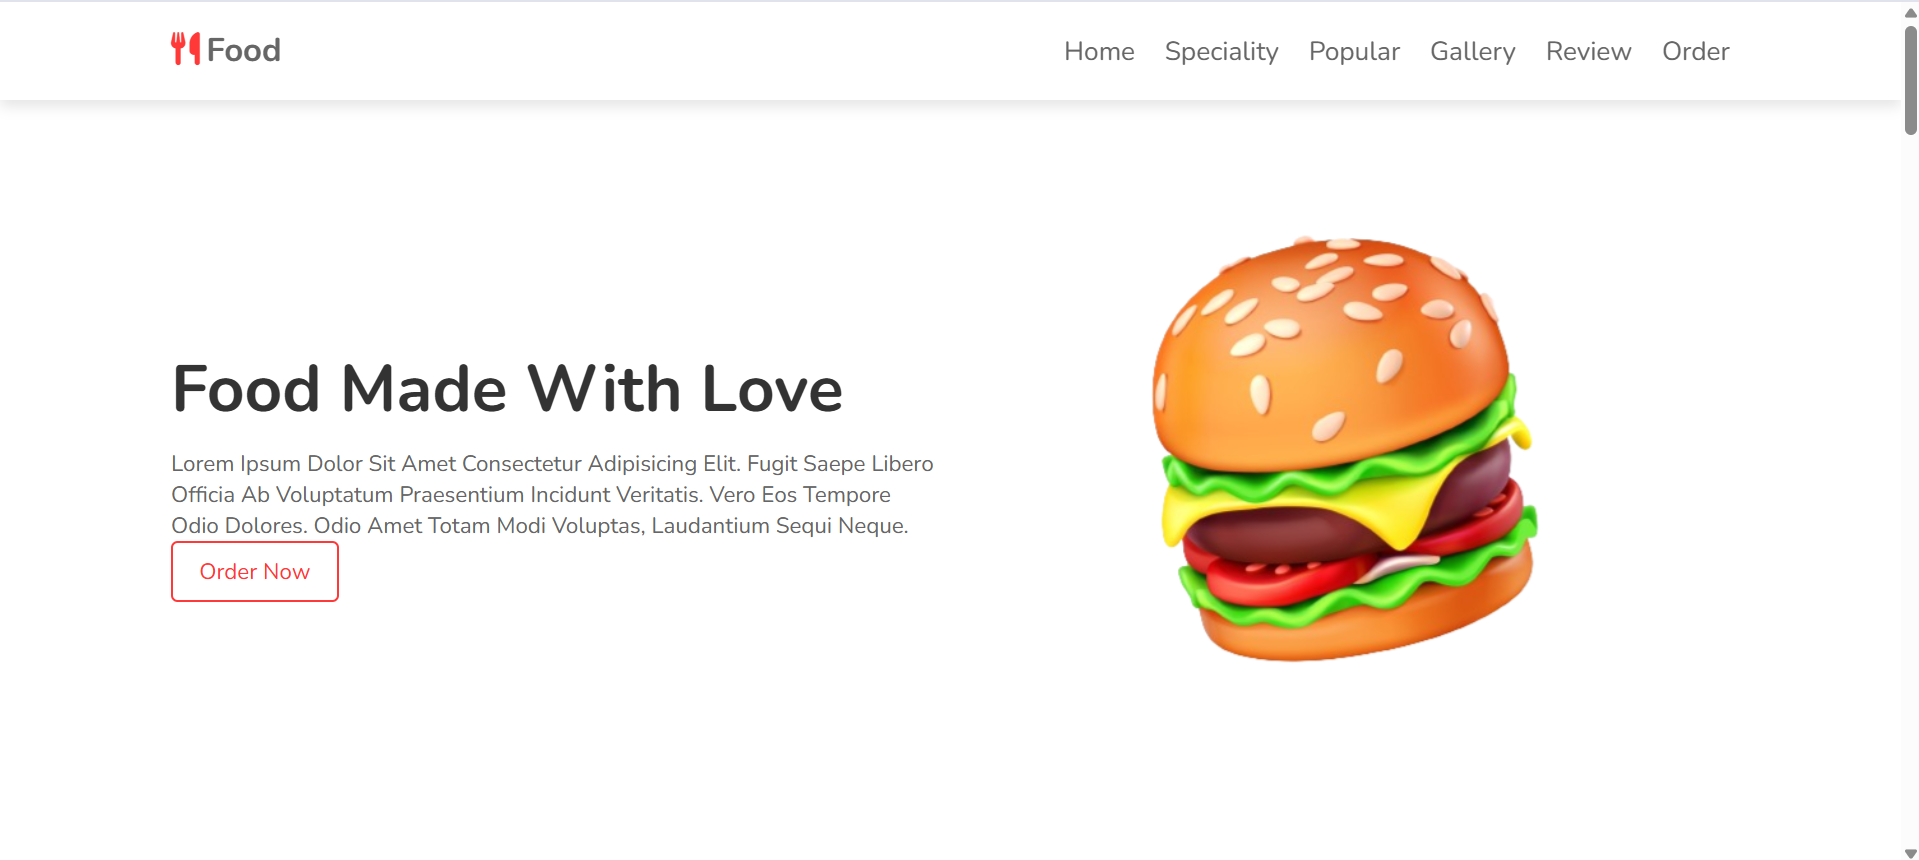 Food
Home Speciality Popular Gallery Review Order
Food Made With Love
Lorem Ipsum Dolor Sit Amet Consectetur Adipisicing Elit. Fugit Saepe Libero
Officia Ab Voluptatum Praesentium Incidunt Veritatis. Vero Eos Tempore
Odio Dolores. Odio Amet Totam Modi Voluptas, Laudantium Sequi Neque.
Order Now